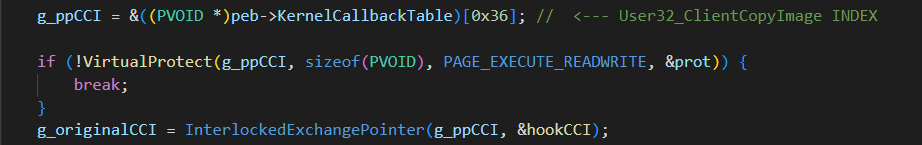 g_ppCCI = &((PVOID *)peb->KernelCallbackTable)[0x36]; //  <--- User32_ClientCopyImage INDEX
if (!VirtualProtect(g_ppCCI, sizeof(PVOID), PAGE_EXECUTE_READWRITE, &prot)) {
break;
}
g_originalCCI = InterlockedExchangePointer(g_ppCCI, &hookCCI);